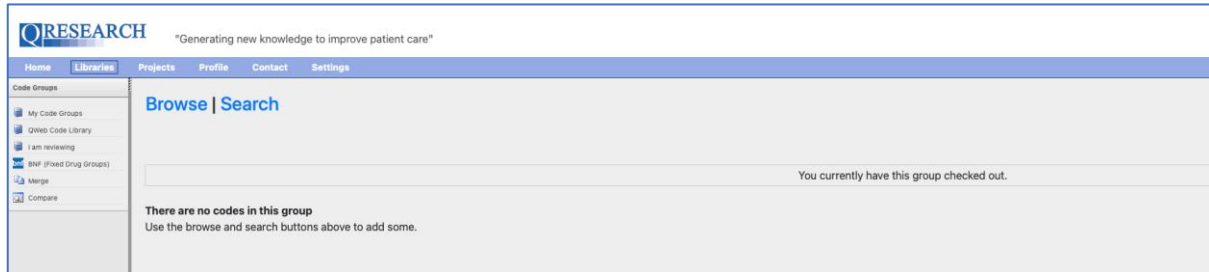 QRESEARCH
"Generating new knowledge to improve patient care"
Home Libraries Projects Profile Contact Settings
Code Groups
My Code Groups
QWeb Code Library
I am reviewing
bnf BNF (Fixed Drug Groups)
Merge
Compare
Browse | Search
You currently have this group checked out.
There are no codes in this group
Use the browse and search buttons above to add some.